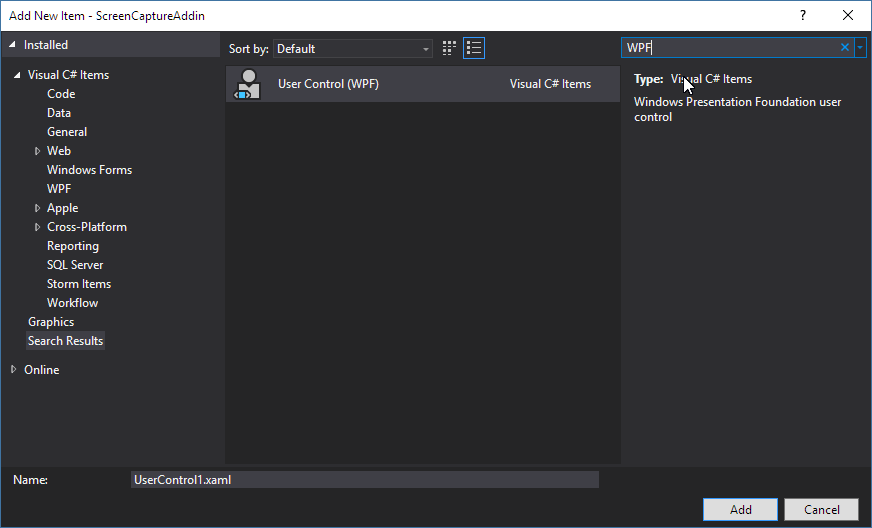 Add New Item - ScreenCaptureAddin
?
Installed
Sort by: Default
WPF
Visual C# Items
Code
Data
General
Web
Windows Forms
WPF
Apple
Cross-Platform
Reporting
SQL Server
Storm Items
Workflow
Graphics
Search Results
Online
User Control (WPF) Visual C# Items
Type: Visual C# Items
Windows Presentation Foundation user
control
Name: UserControl1.xaml
Add Cancel